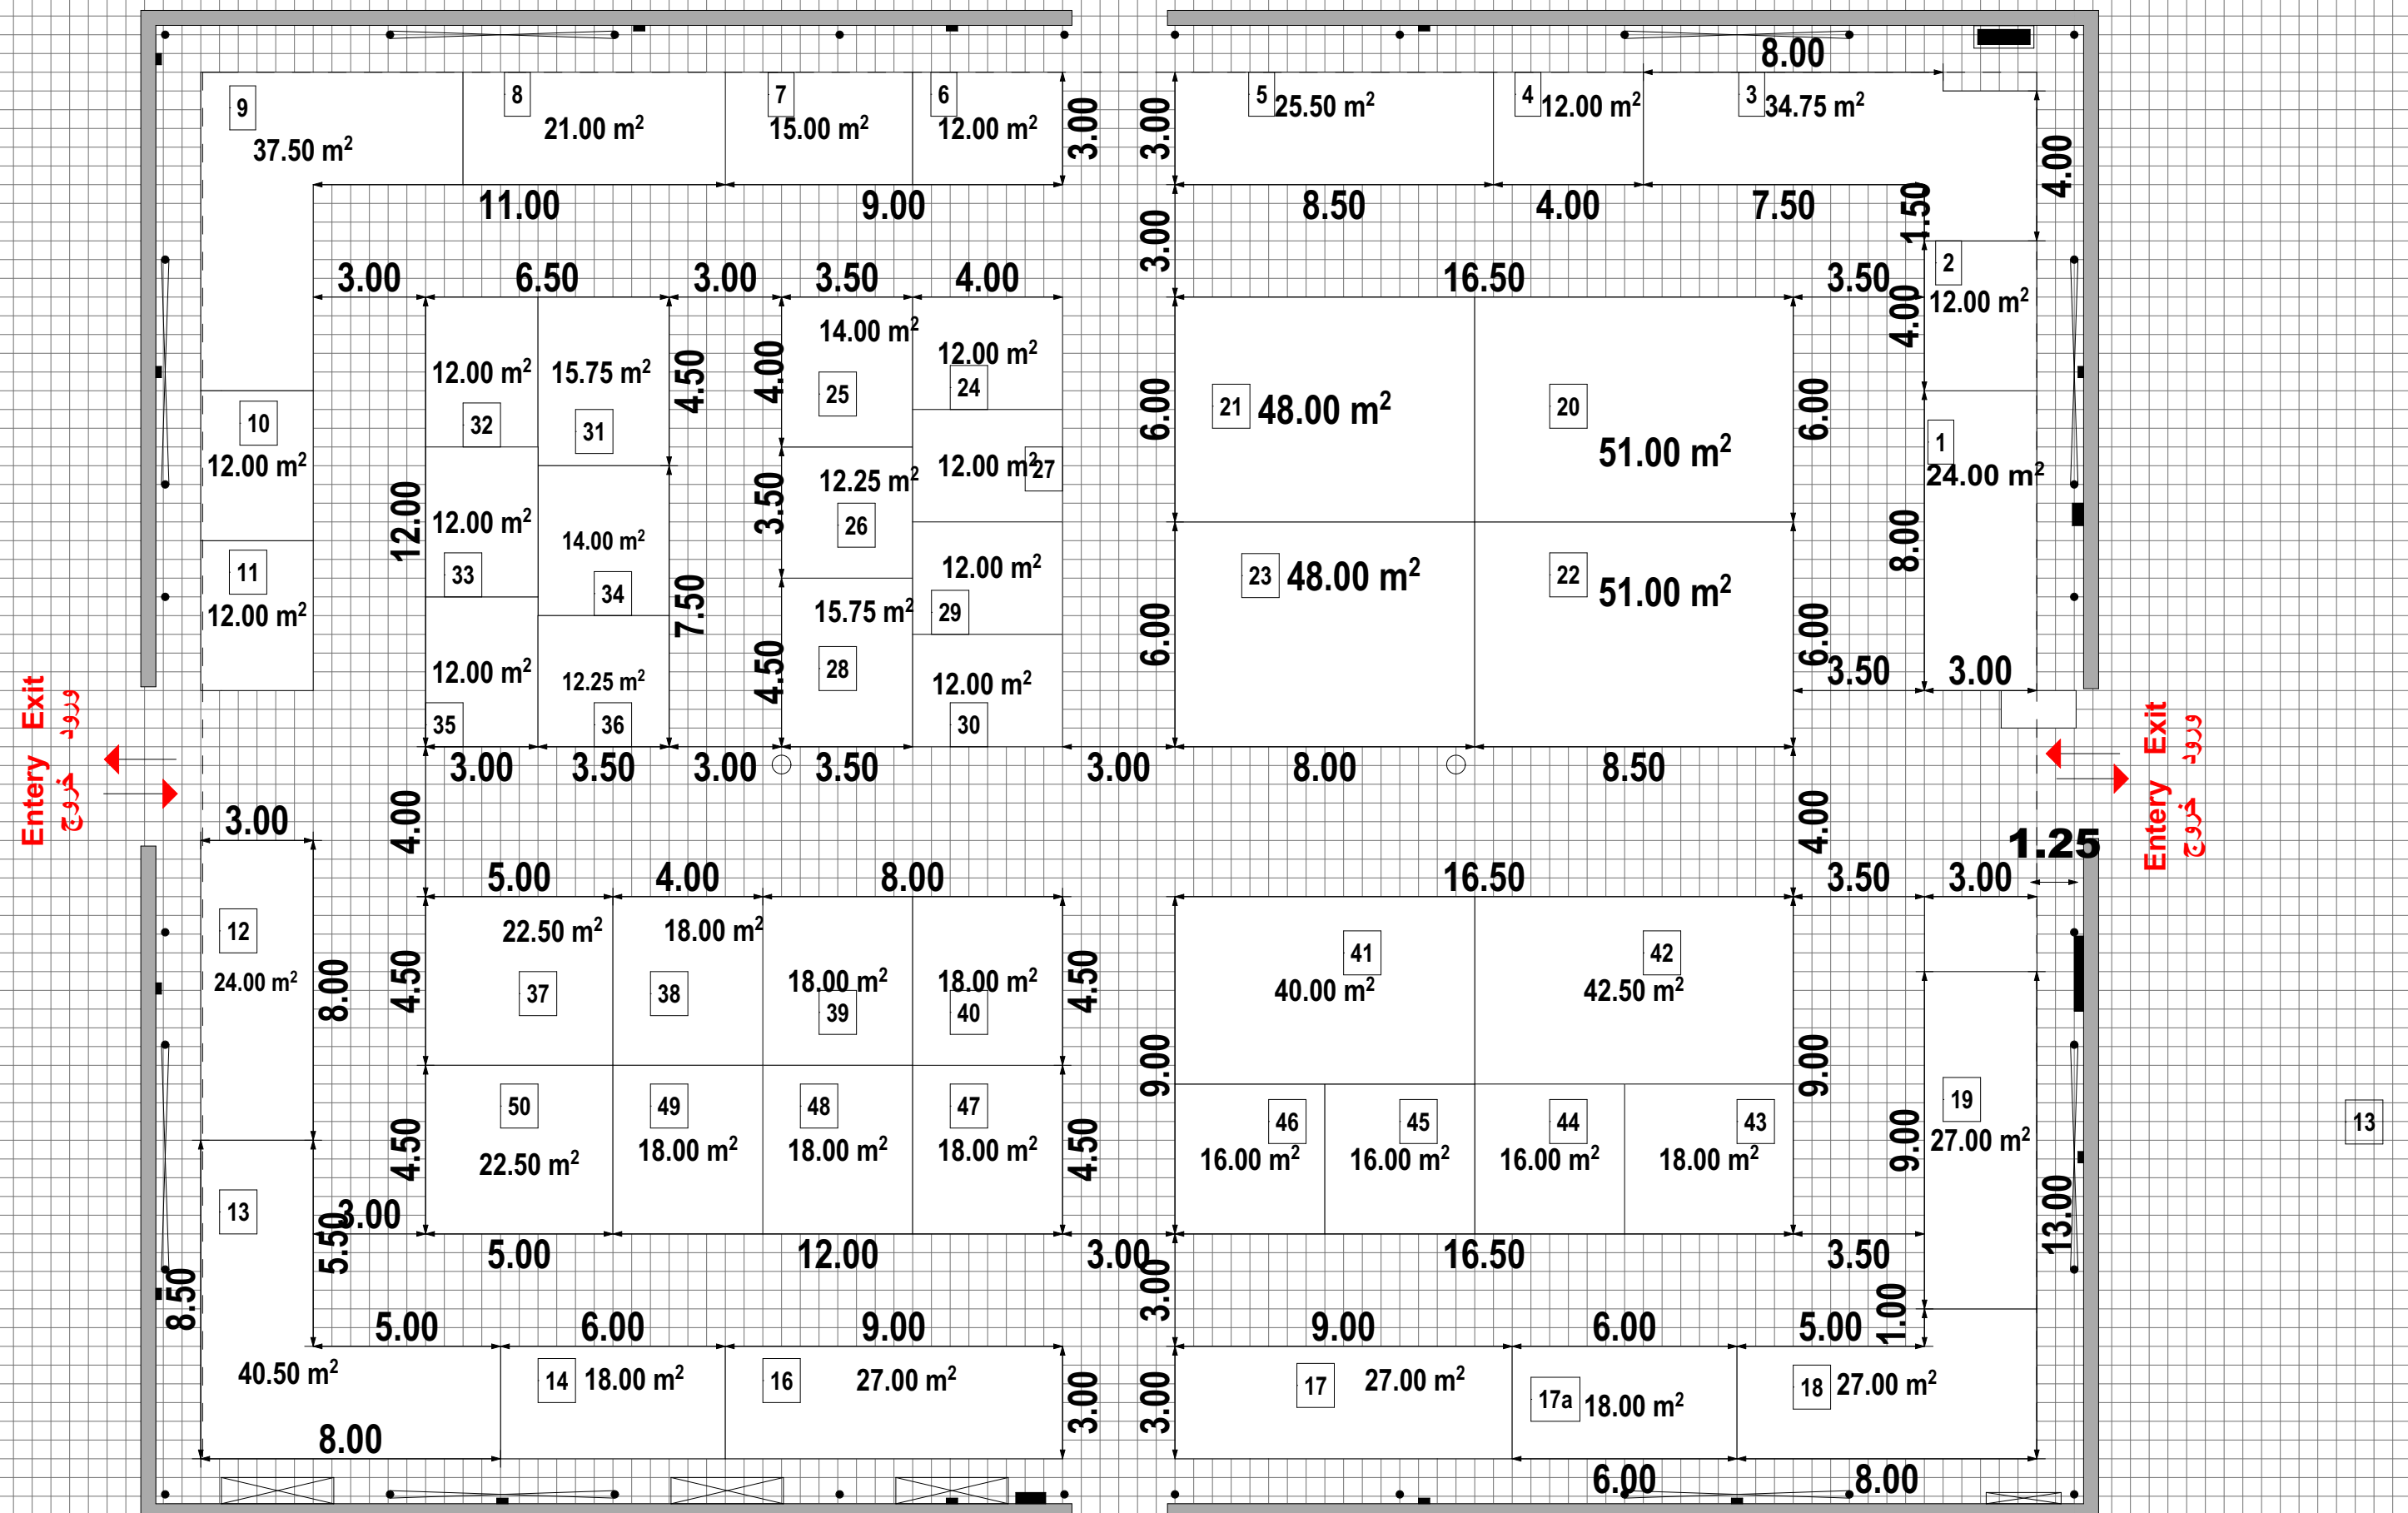 8.00
9
8
7
6
5
4
3
37.50 m²
21.00 m²
15.00 m²
12.00 m²
3.00
3.00
25.50 m²
12.00 m²
34.75 m²
4.00
11.00
9.00
8.50
4.00
7.50
1.50
3.00
3.00
6.50
3.00
3.50
4.00
16.50
3.50
2
12.00 m²
4.00
12.00 m²
32
15.75 m²
31
4.50
4.00
14.00 m²
25
12.00 m²
24
6.00
21
48.00 m²
20
51.00 m²
6.00
1
24.00 m²
10
12.00 m²
12.00
12.00 m²
33
14.00 m²
34
7.50
3.50
12.25 m²
26
12.00 m²
27
11
12.00 m²
12.00 m²
29
6.00
23
48.00 m²
22
51.00 m²
6.00
8.00
12.00 m²
35
12.25 m²
36
4.50
15.75 m²
28
12.00 m²
30
3.50
3.00
Entery Exit
ورود خروج
3.00
3.50
3.00
3.50
3.00
8.00
8.50
Entery Exit
ورود خروج
3.00
4.00
4.00
1.25
5.00
4.00
8.00
16.50
3.50
3.00
12
24.00 m²
8.00
4.50
22.50 m²
37
18.00 m²
38
18.00 m²
39
18.00 m²
40
4.50
41
40.00 m²
42
42.50 m²
9.00
9.00
4.50
50
22.50 m²
49
18.00 m²
48
18.00 m²
47
18.00 m²
4.50
46
16.00 m²
45
16.00 m²
44
16.00 m²
43
18.00 m²
9.00
19
27.00 m²
13.00
13
13
5.50
3.00
8.50
5.00
12.00
3.00
3.00
16.50
3.50
1.00
5.00
6.00
9.00
9.00
6.00
5.00
40.50 m²
14
18.00 m²
16
27.00 m²
3.00
3.00
17
27.00 m²
17a
18.00 m²
18
27.00 m²
8.00
6.00
8.00